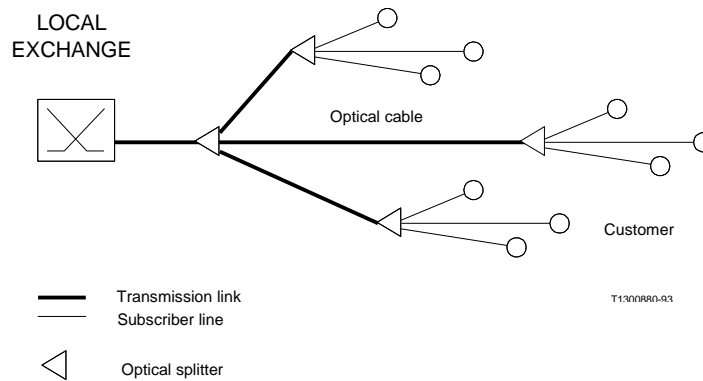 LOCAL
EXCHANGE
Optical cable
Customer
Transmission link
T1300880-93
Subscriber line
Optical splitter